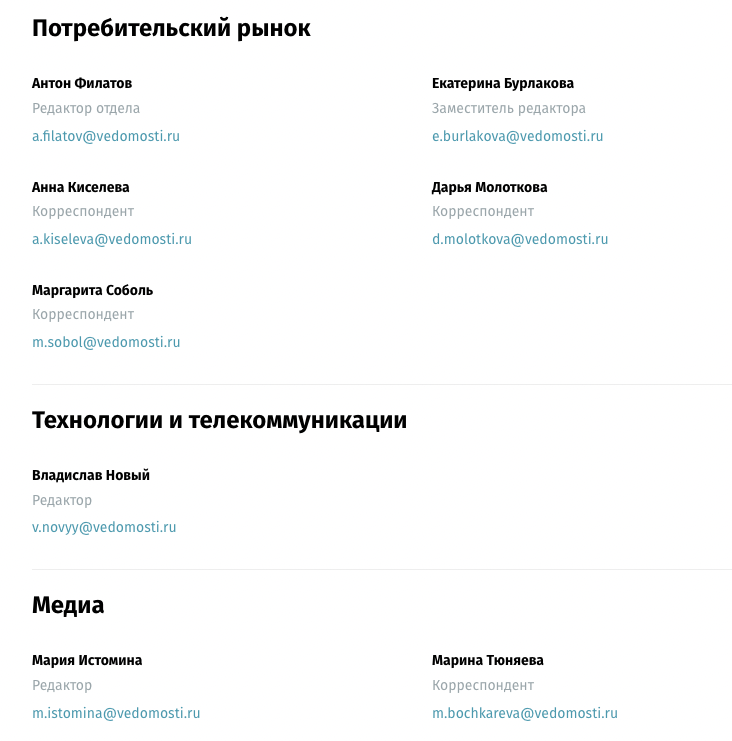 Потребительский рынок
Антон Филатов
Редактор отдела
a.filatov@vedomosti.ru
Екатерина Бурлакова
Заместитель редактора
e.burlakova@vedomosti.ru
Анна Киселева
Корреспондент
a.kiseleva@vedomosti.ru
Дарья Молоткова
Корреспондент
d.molotkova@vedomosti.ru
Маргарита Соболь
Корреспондент
m.sobol@vedomosti.ru
Технологии и телекоммуникации
Владислав Новый
Редактор
v.novyy@vedomosti.ru
Медиа
Мария Истомина
Редактор
m.istomina@vedomosti.ru
Марина Тюняева
Корреспондент
m.bochkareva@vedomosti.ru